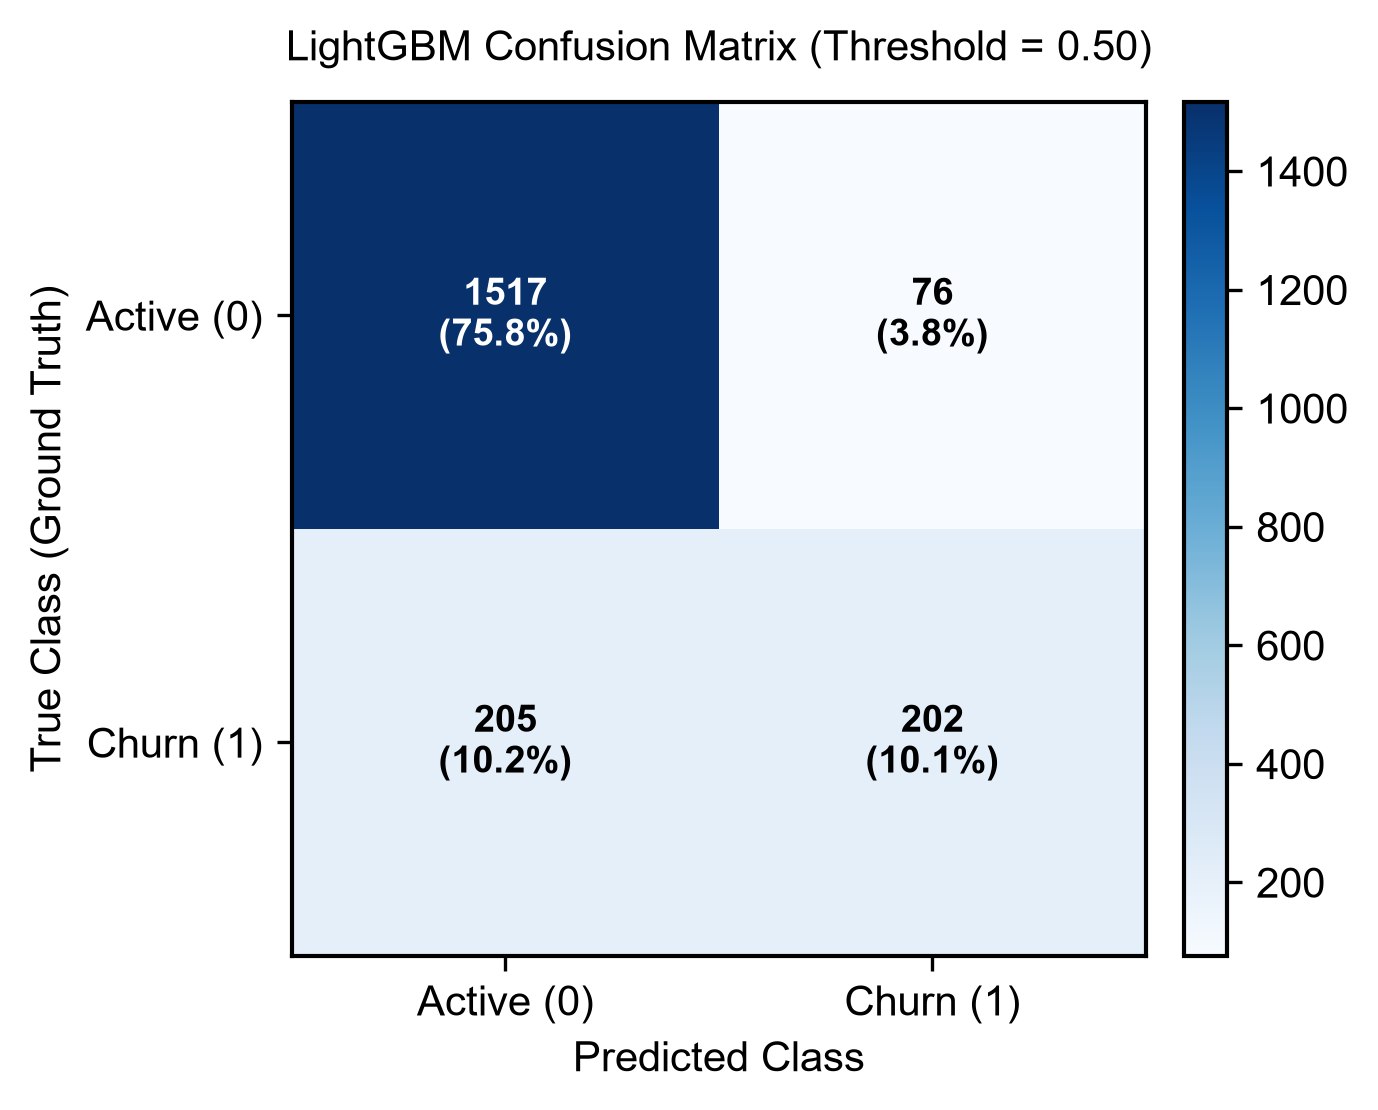 LightGBM Confusion Matrix (Threshold = 0.50)
True Class (Ground Truth)
Active (0)
Churn (1)
1517
(75.8%)
76
(3.8%)
205
(10.2%)
202
(10.1%)
Active (0)
Churn (1)
Predicted Class
1400
1200
1000
800
600
400
200